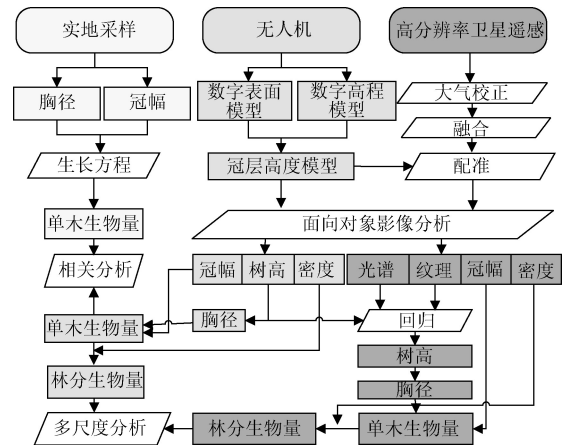 实地采样
无人机
高分辨率卫星遥感
胸径
冠幅
数字表面
模型
数字高程
模型
大气校正
融合
生长方程
冠层高度模型
配准
单木生物量
面向对象影像分析
相关分析
冠幅
树高
密度
光谱
纹理
冠幅
密度
单木生物量
胸径
回归
树高
林分生物量
胸径
多尺度分析
林分生物量
单木生物量